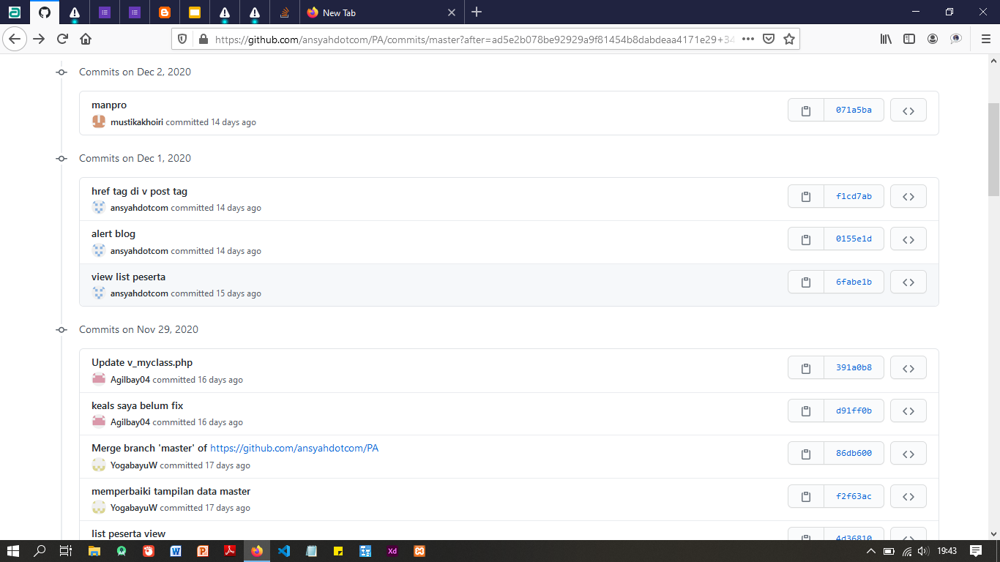 New Tab
https://github.com/ansyahdotcom/PA/commits/master?after=ad5e2b078be92929a9f81454b8dabdeaa4171e29+34
Commits on Dec 2, 2020
manpro
071a5ba
mustikakhoiri committed 14 days ago
Commits on Dec 1, 2020
href tag di v post tag
f1cd7ab
ansyahdotcom committed 14 days ago
alert blog
0155e1d
ansyahdotcom committed 14 days ago
view list peserta
6fabe1b
ansyahdotcom committed 15 days ago
Commits on Nov 29, 2020
Update v_myclass.php
391a0b8
Agilbay04 committed 16 days ago
keals saya belum fix
d91ff0b
Agilbay04 committed 16 days ago
Merge branch 'master' of https://github.com/ansyahdotcom/PA
86db600
YogabayuW committed 17 days ago
memperbaiki tampilan data master
f2f63ac
YogabayuW committed 17 days ago
list peserta view
4d36810
Xd
19:43